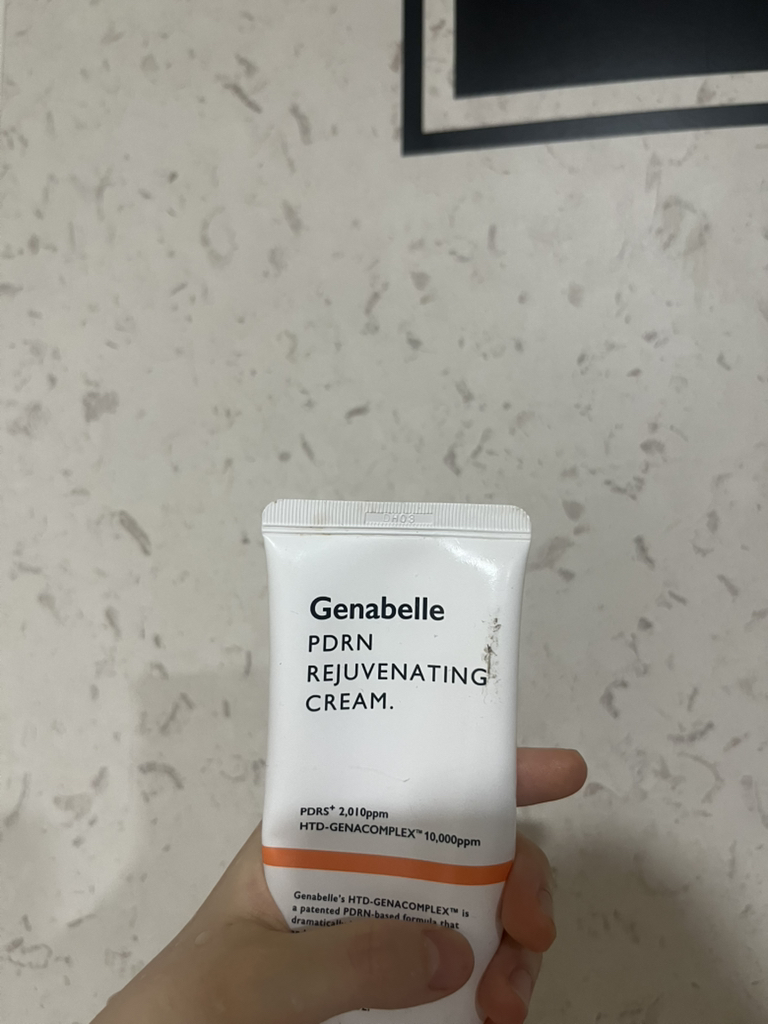 Genabelle
PDRN
REJUVENATING
CREAM.
PDRS⁺ 2,010ppm
HTD-GENACOMPLEX™ 10,000ppm
Genabelle's HTD-GENACOMPLEX™ is
a patented PDRN-based formula that